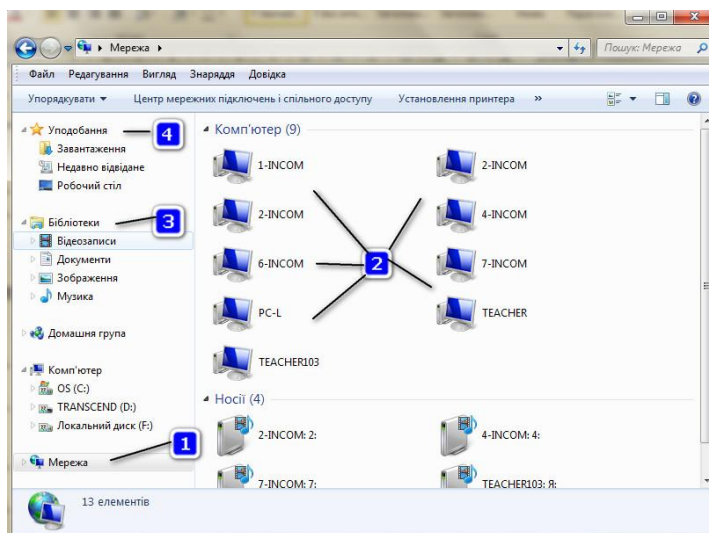 Мережа
Пошук: Мережа
Файл Редагування Вигляд Знаряддя Довідка
Упорядкувати Центр мережних підключень і спільного доступу Установлення принтера »
Уподобання
Завантаження
Недавно відвідане
Робочий стіл
4
Бібліотеки
3
Відеозаписи
Документи
Зображення
Музика
Домашня група
Комп'ютер
OS (C:)
TRANSCEND (D:)
Локальний диск (F:)
1
Мережа
Комп'ютер (9)
1-INCOM 2-INCOM
2-INCOM 4-INCOM
2
6-INCOM 7-INCOM
PC-L TEACHER
TEACHER103
Носії (4)
2-INCOM: 2: 4-INCOM: 4:
7-INCOM: 7: TEACHER103: Я:
13 елементів